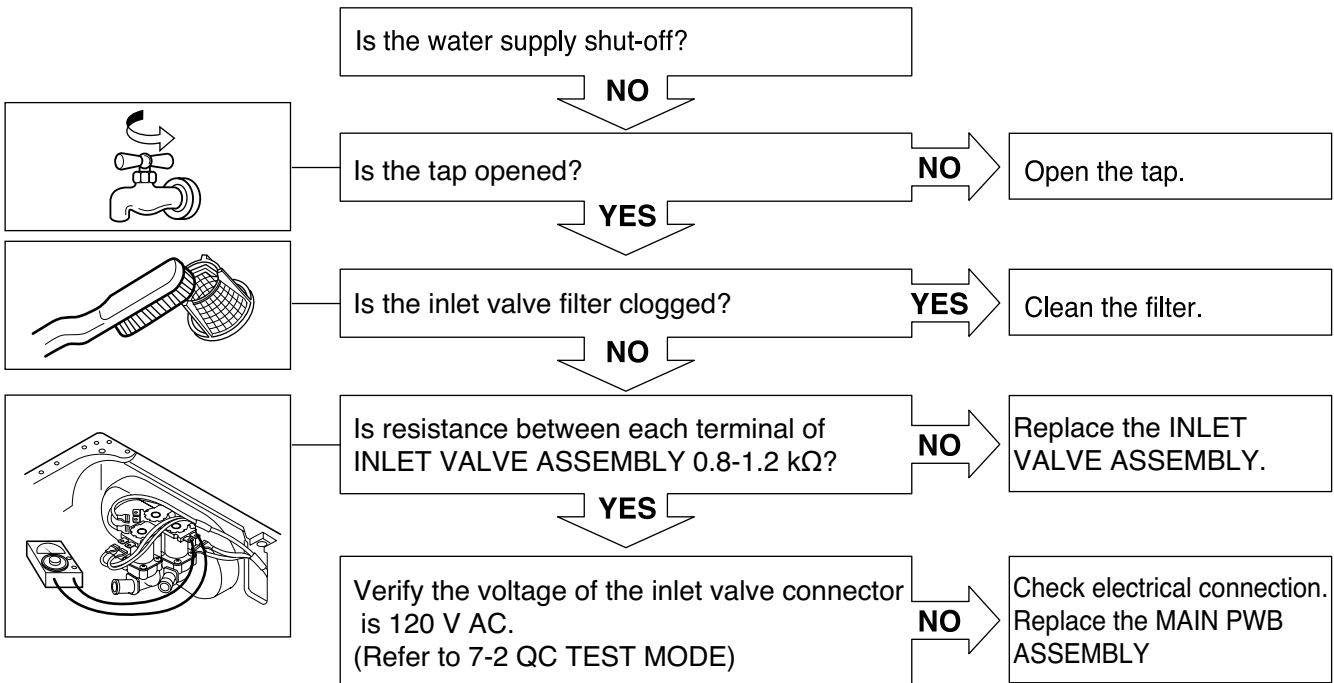 Is the water supply shut-off?
NO
Is the tap opened?
NO
Open the tap.
YES
Is the inlet valve filter clogged?
YES
Clean the filter.
NO
Is resistance between each terminal of
INLET VALVE ASSEMBLY 0.8-1.2 kΩ?
NO
Replace the INLET
VALVE ASSEMBLY.
YES
Verify the voltage of the inlet valve connector
is 120 V AC.
(Refer to 7-2 QC TEST MODE)
NO
Check electrical connection.
Replace the MAIN PWB
ASSEMBLY